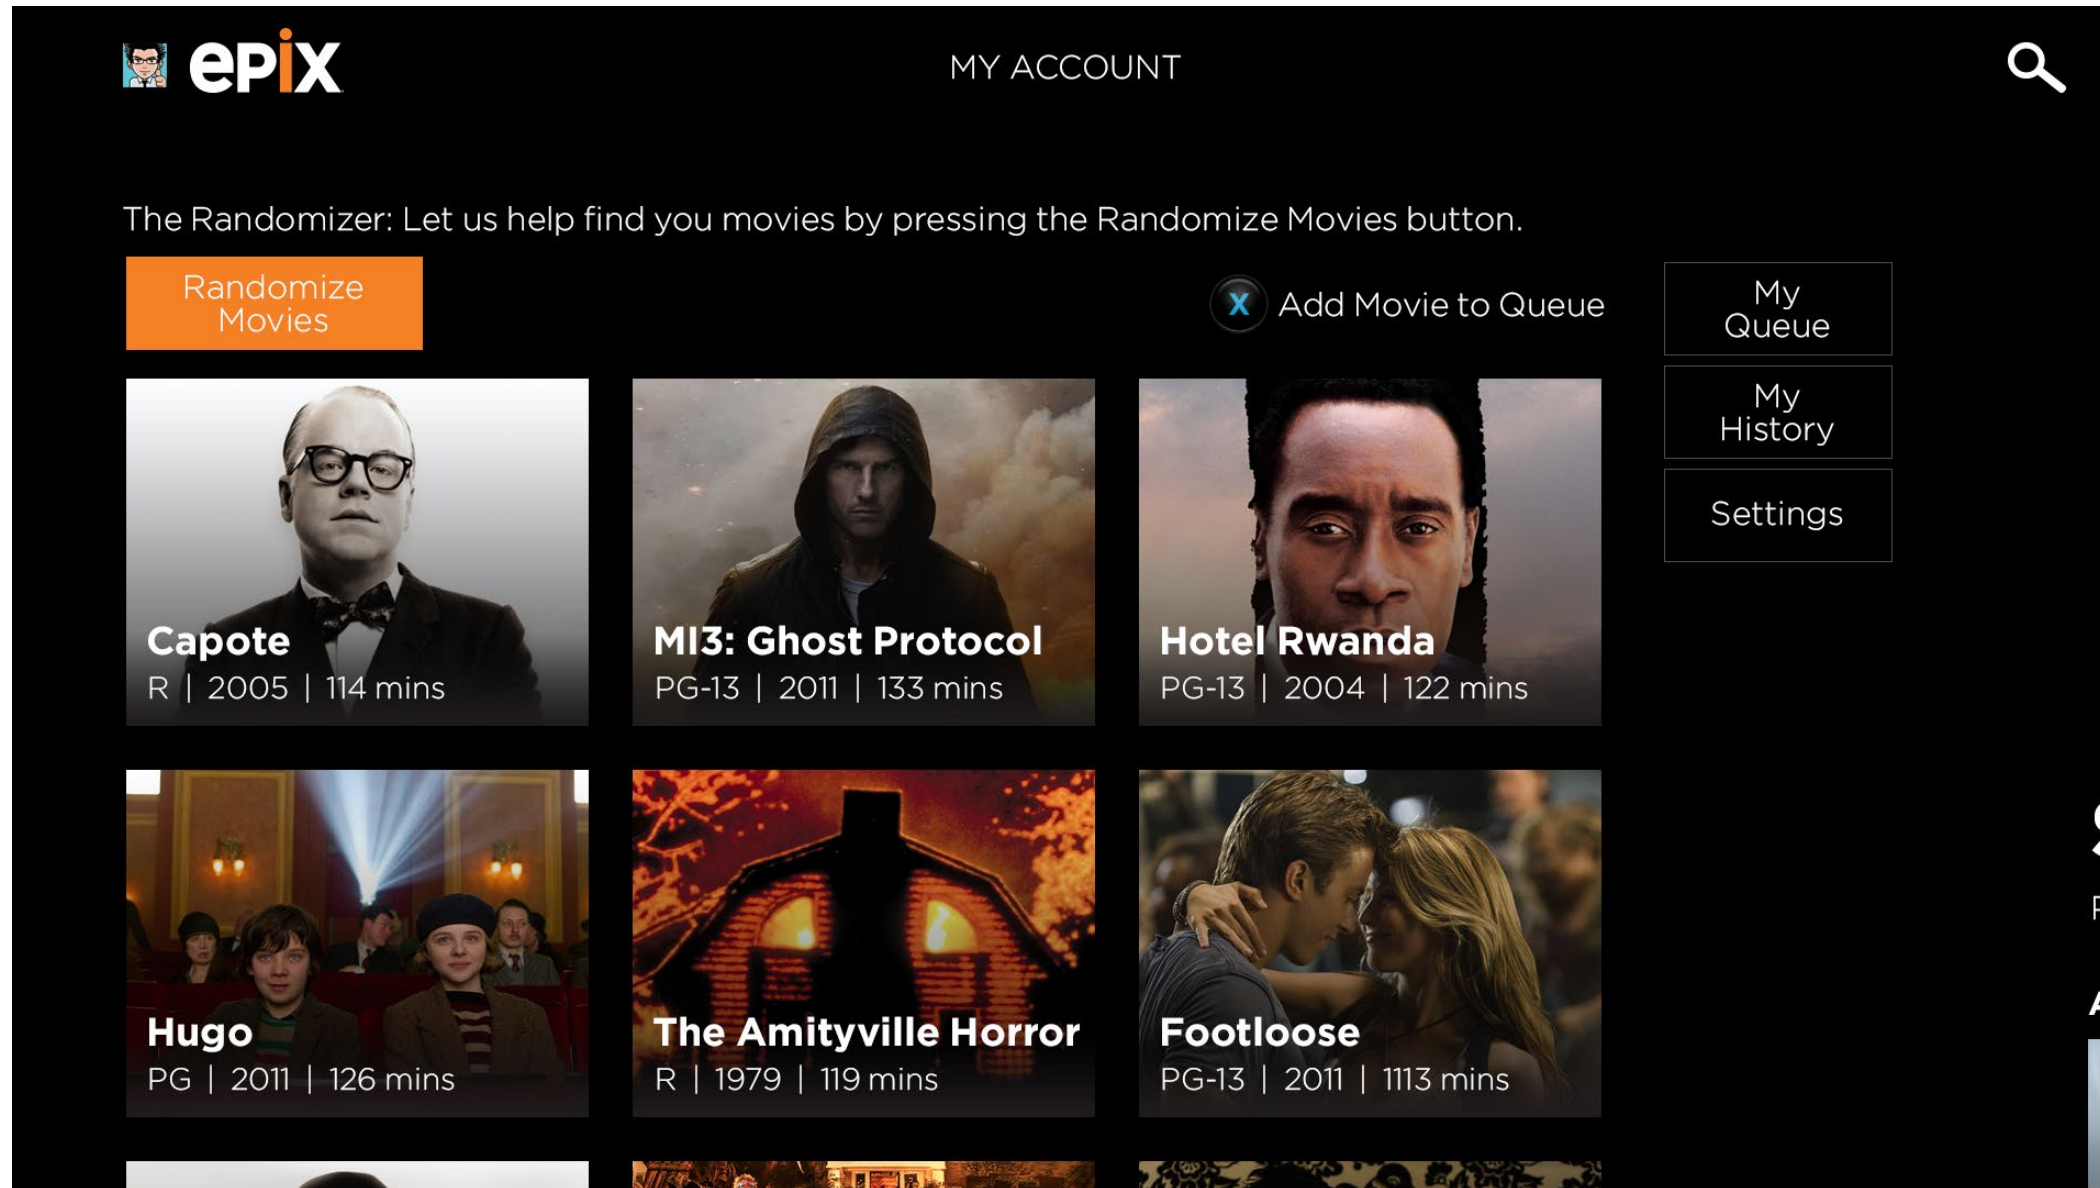 epix
MY ACCOUNT
The Randomizer: Let us help find you movies by pressing the Randomize Movies button.
Randomize
Movies
X Add Movie to Queue
My
Queue
My
History
Settings
Capote
R | 2005 | 114 mins
MI3: Ghost Protocol
PG-13 | 2011 | 133 mins
Hotel Rwanda
PG-13 | 2004 | 122 mins
Hugo
PG | 2011 | 126 mins
The Amityville Horror
R | 1979 | 119 mins
Footloose
PG-13 | 2011 | 1113 mins